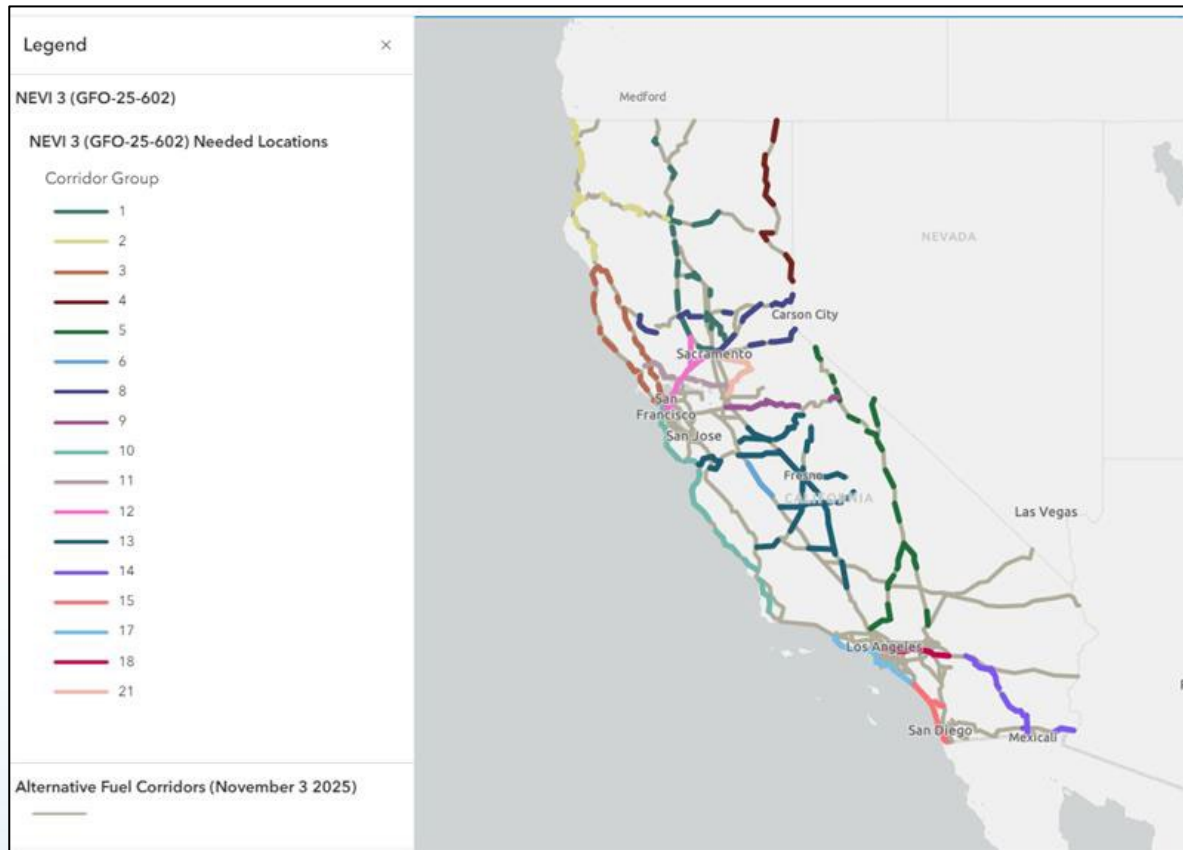 Legend ×
NEVI 3 (GFO-25-602)
NEVI 3 (GFO-25-602) Needed Locations
Corridor Group
1
2
3
4
5
6
8
9
10
11
12
13
14
15
17
18
21
Alternative Fuel Corridors (November 3 2025)
Medford
NEVADA
Carson City
Sacramento
San
Francisco
San Jose
Fresno
CALIFORNIA
Las Vegas
Los Angeles
San Diego
Mexicali